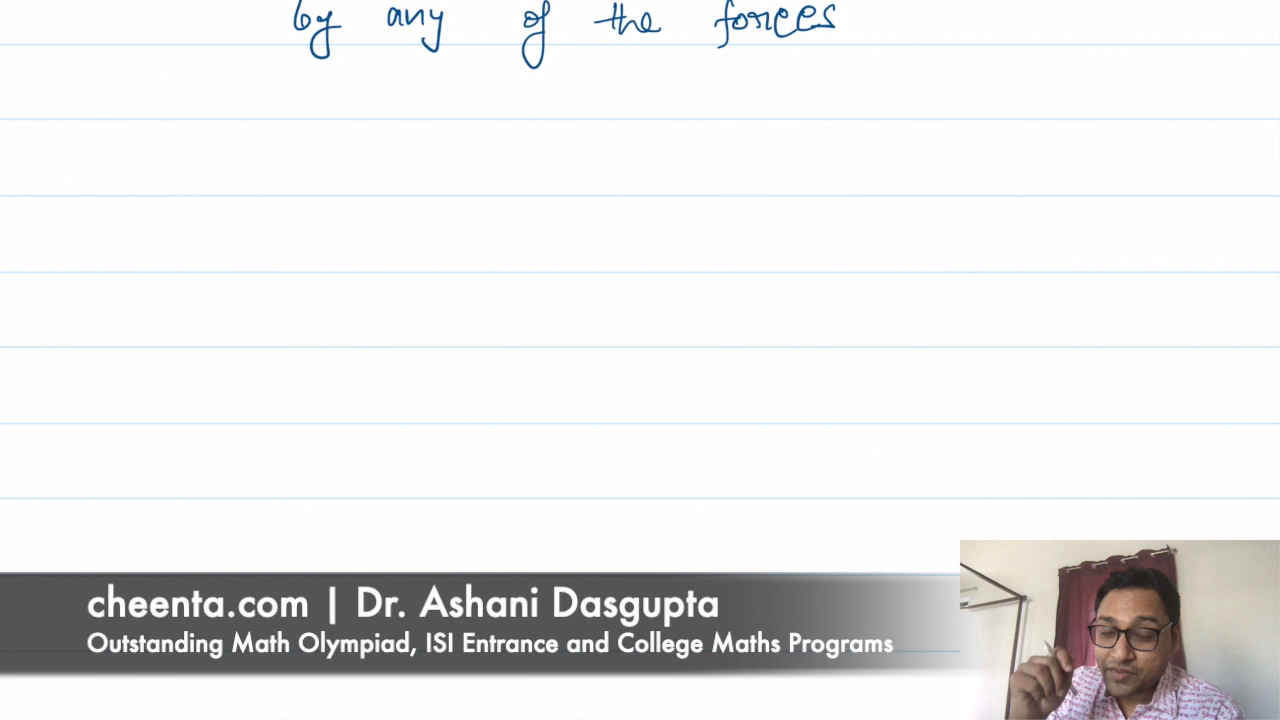 by any of the forces
cheenta.com | Dr. Ashani Dasgupta
Outstanding Math Olympiad, ISI Entrance and College Maths Programs